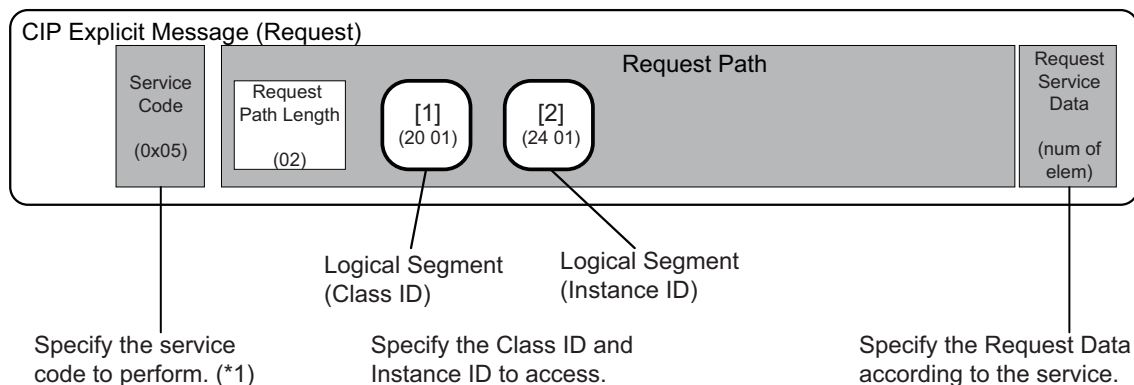 CIP Explicit Message (Request)
Service
Code
(0x05)
Request Path
Request
Path Length
(02)
[1]
(20 01)
[2]
(24 01)
Request
Service
Data
(num of
elem)
Logical Segment
(Class ID)
Logical Segment
(Instance ID)
Specify the service
code to perform. (*1)
Specify the Class ID and
Instance ID to access.
Specify the Request Data
according to the service.